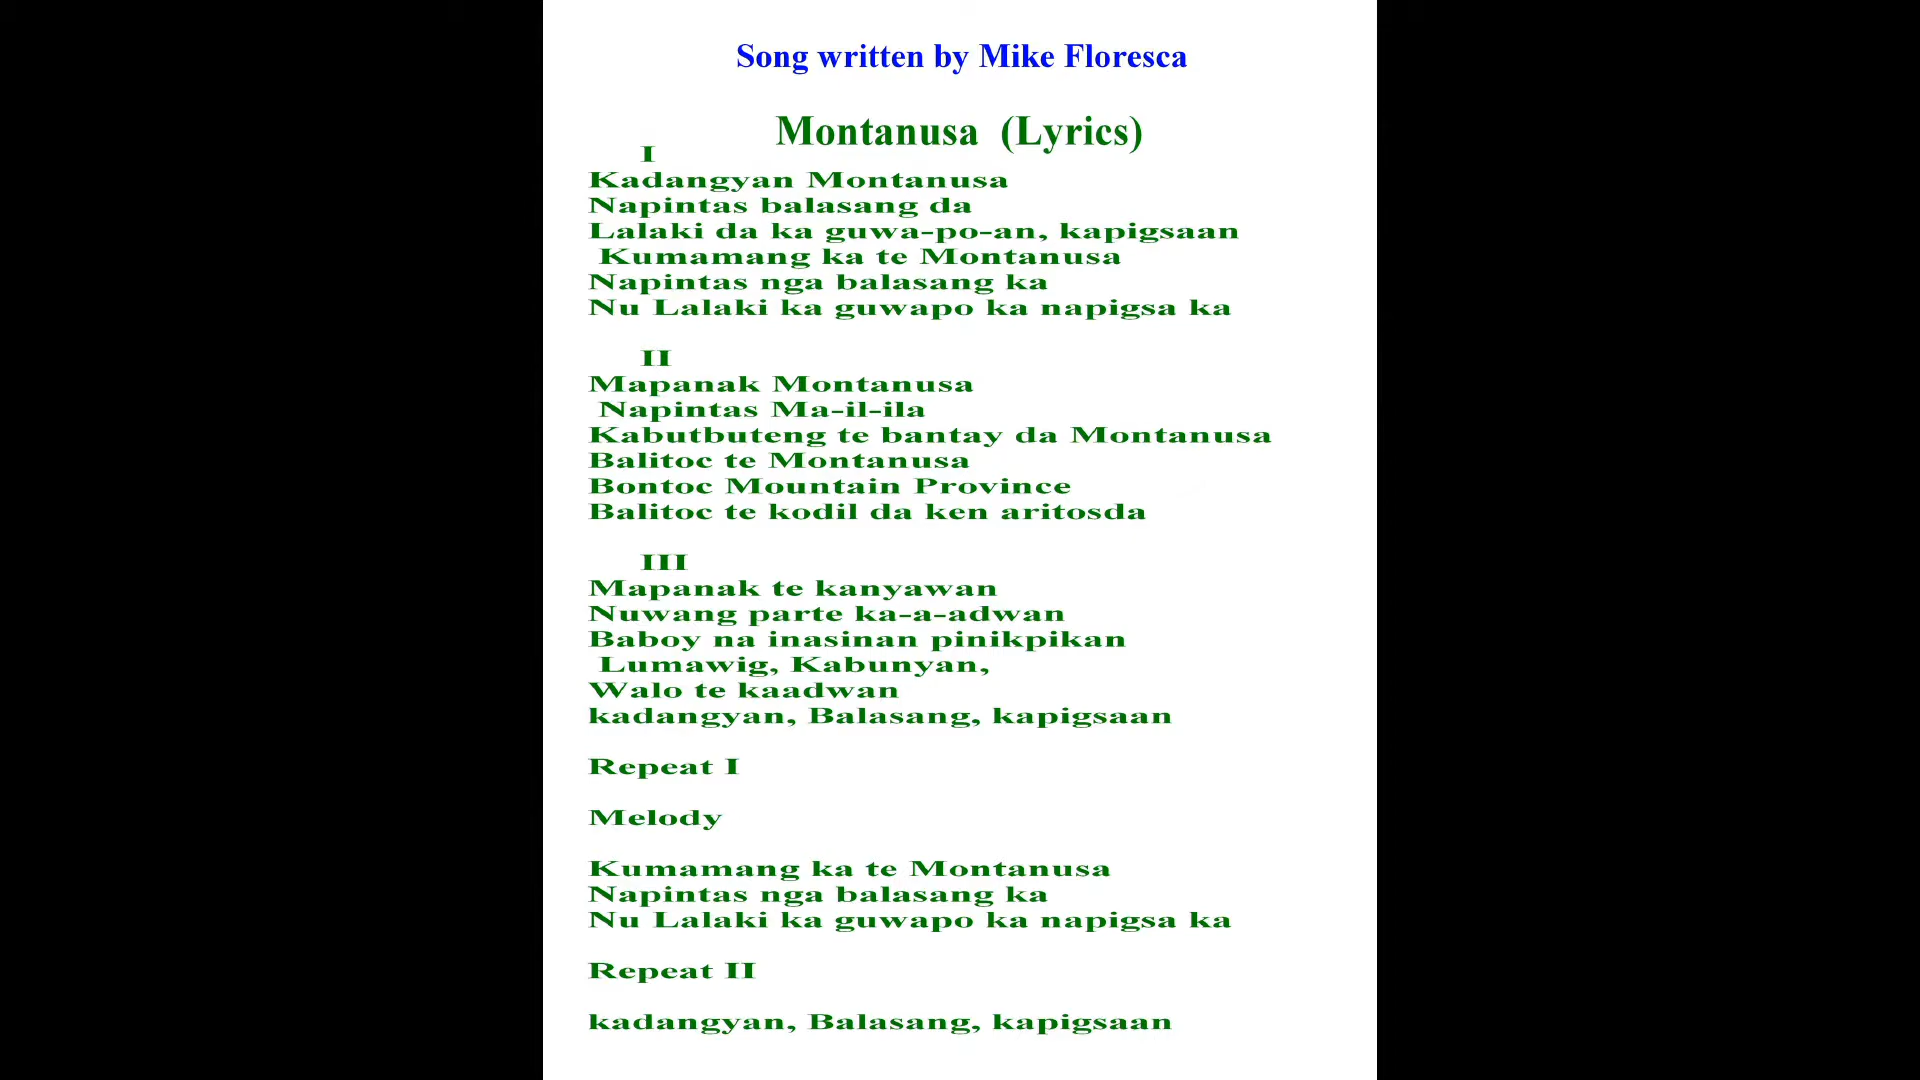 Song written by Mike Floresca
Montanusa (Lyrics)
I
Kadangyan Montanusa
Napintas balasang da
Lalaki da ka guwa-po-an, kapigsaan
Kumamang ka te Montanusa
Napintas nga balasang ka
Nu Lalaki ka guwapo ka napigsa ka
II
Mapanak Montanusa
Napintas Ma-il-ila
Kabutbuteng te bantay da Montanusa
Balitoc te Montanusa
Bontoc Mountain Province
Balitoc te kodil da ken aritosda
III
Mapanak te kanyawan
Nuwang parte ka-a-adwan
Baboy na inasinan pinikpikan
Lumawig, Kabunyan,
Walo te kaadwan
kadangyan, Balasang, kapigsaan
Repeat I
Melody
Kumamang ka te Montanusa
Napintas nga balasang ka
Nu Lalaki ka guwapo ka napigsa ka
Repeat II
kadangyan, Balasang, kapigsaan